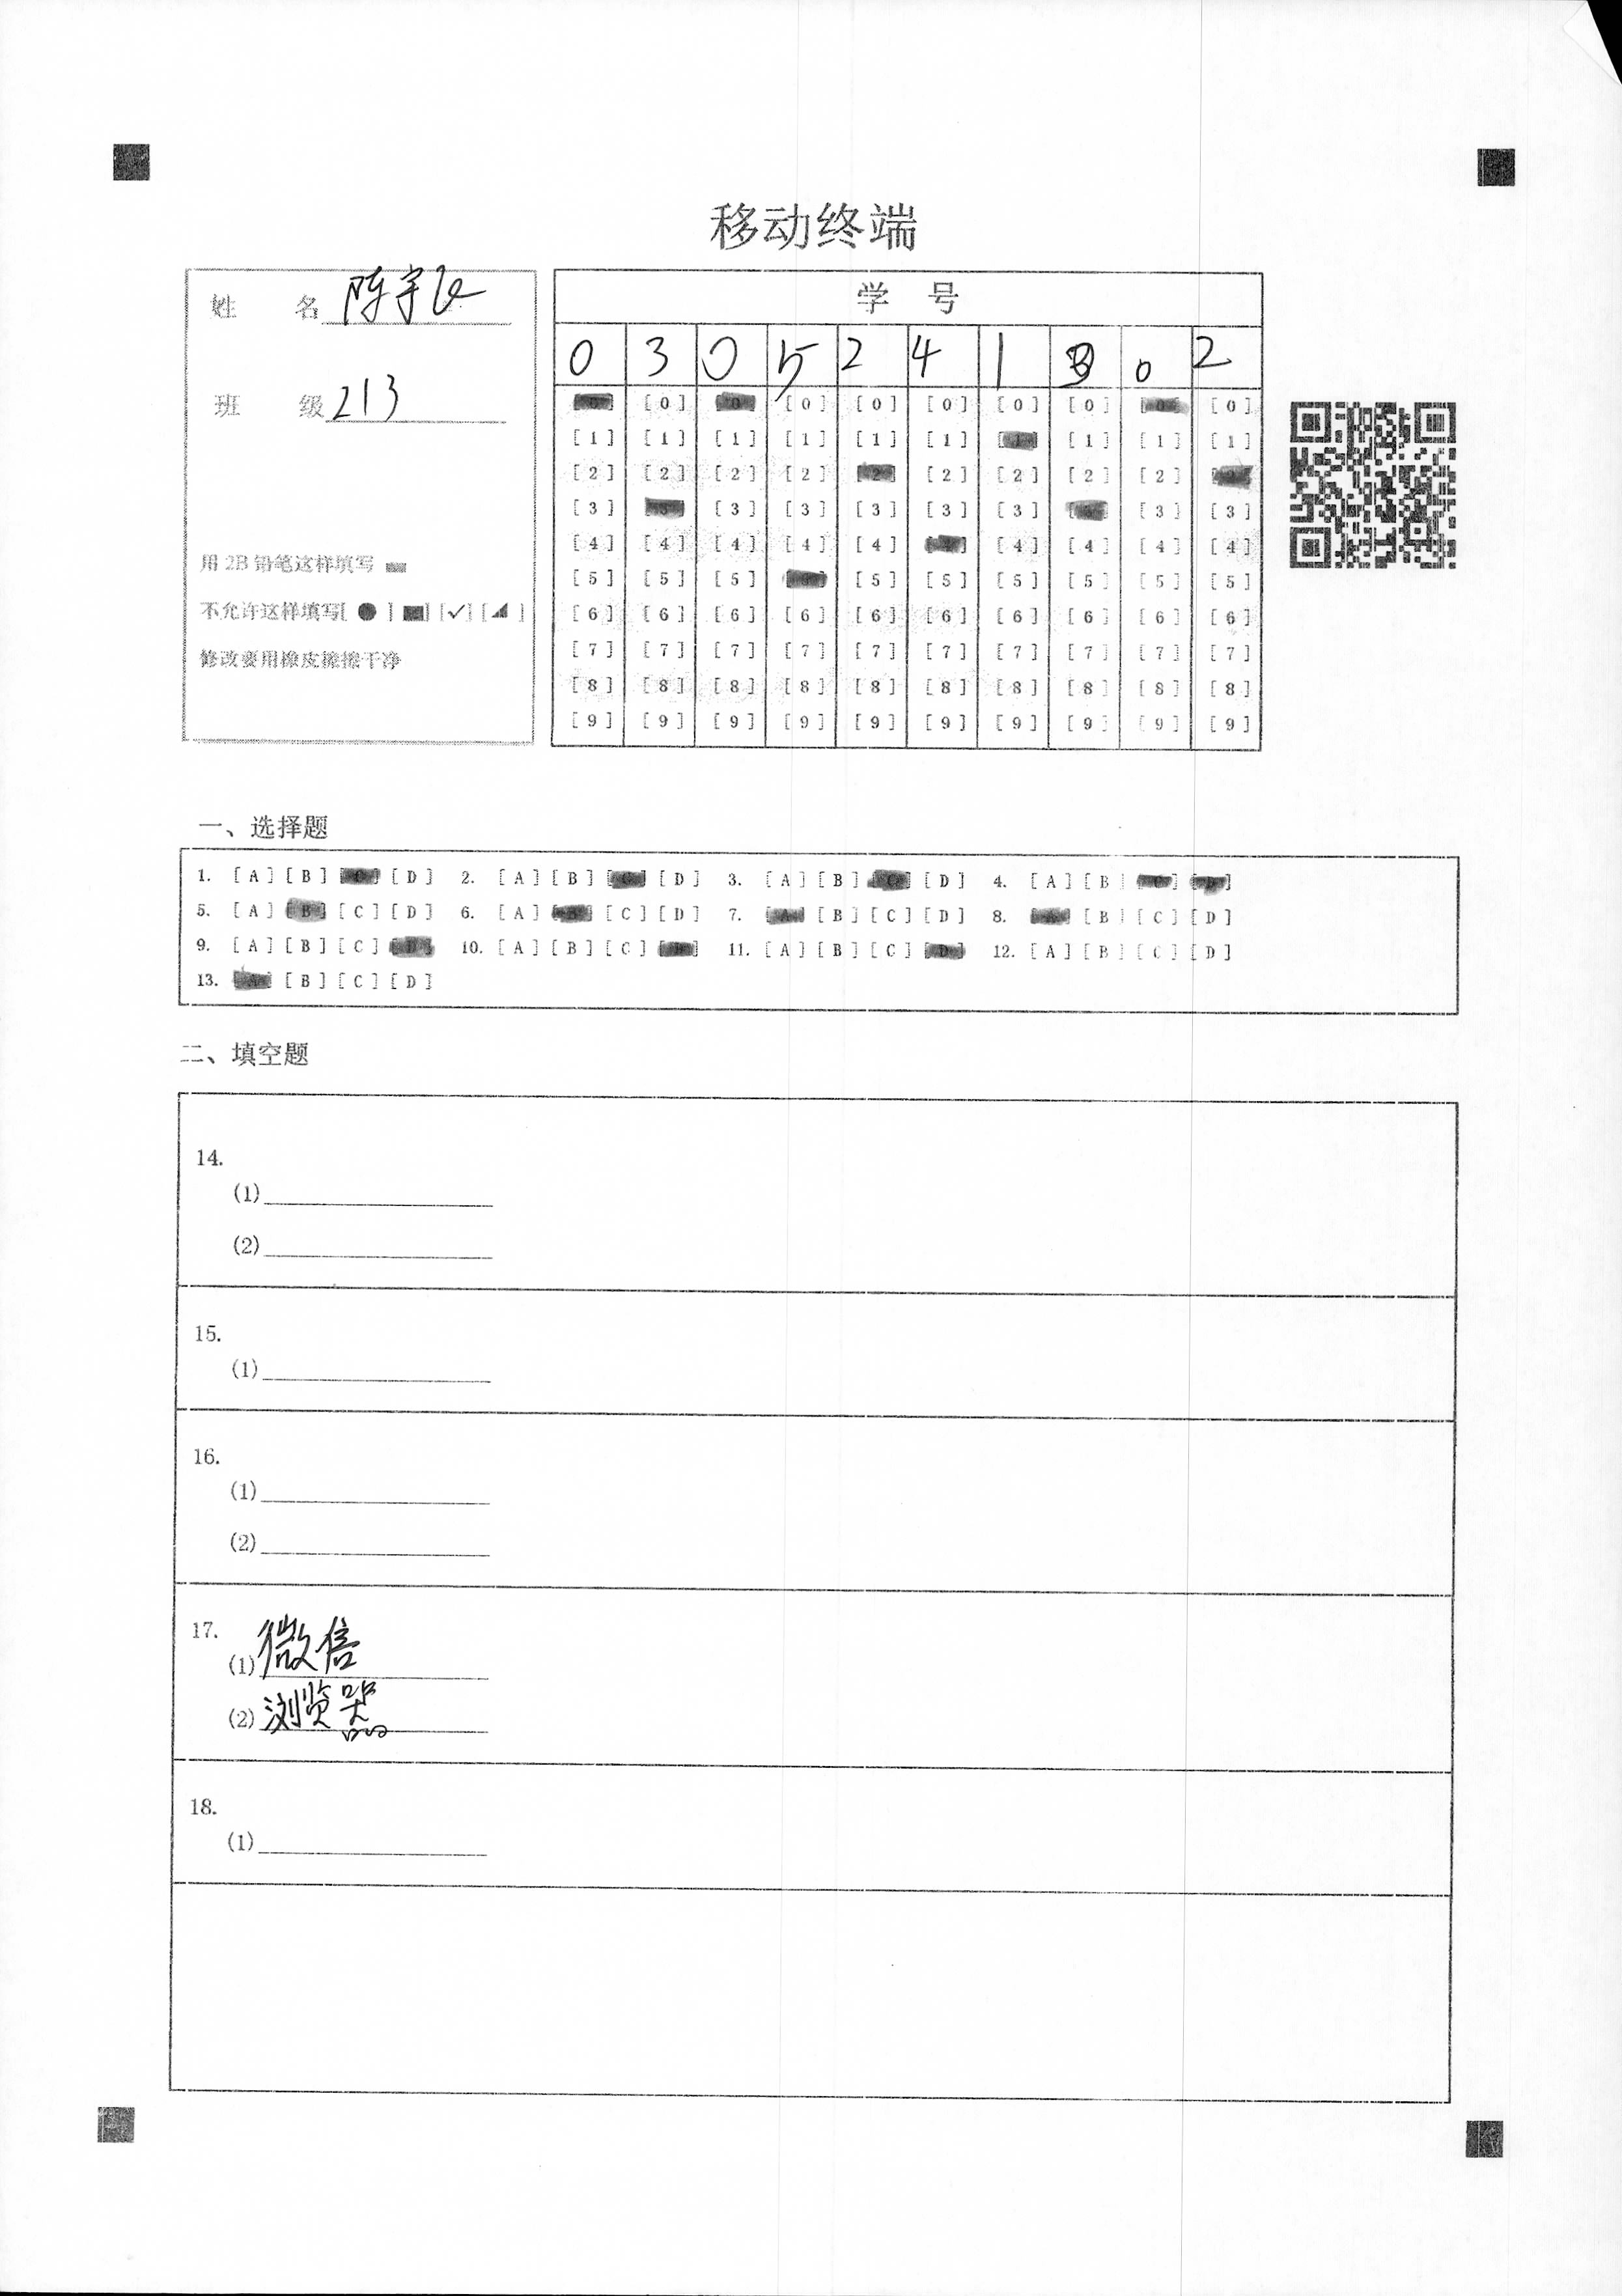 移动终端
姓 名 陈宇飞
班 级 213
用 2B 铅笔这样填写
不允许这样填写[ ● ] [■] [✓] [◢ ]
修改要用橡皮擦擦干净
学 号
0 3 0 5 2 4 1 3 0 2
[0] [0] [0] [0] [0] [0] [0] [0] [0] [0]
[1] [1] [1] [1] [1] [1] [1] [1] [1] [1]
[2] [2] [2] [2] [2] [2] [2] [2] [2] [2]
[3] [3] [3] [3] [3] [3] [3] [3] [3] [3]
[4] [4] [4] [4] [4] [4] [4] [4] [4] [4]
[5] [5] [5] [5] [5] [5] [5] [5] [5] [5]
[6] [6] [6] [6] [6] [6] [6] [6] [6] [6]
[7] [7] [7] [7] [7] [7] [7] [7] [7] [7]
[8] [8] [8] [8] [8] [8] [8] [8] [8] [8]
[9] [9] [9] [9] [9] [9] [9] [9] [9] [9]
一、选择题
1. [A] [B] [C] [D] 2. [A] [B] [C] [D] 3. [A] [B] [C] [D] 4. [A] [B] [C] [D]
5. [A] [B] [C] [D] 6. [A] [B] [C] [D] 7. [A] [B] [C] [D] 8. [A] [B] [C] [D]
9. [A] [B] [C] [D] 10. [A] [B] [C] [D] 11. [A] [B] [C] [D] 12. [A] [B] [C] [D]
13. [A] [B] [C] [D]
二、填空题
14.
(1)
(2)
15.
(1)
16.
(1)
(2)
17.
(1) 微信
(2) 浏览器
18.
(1)